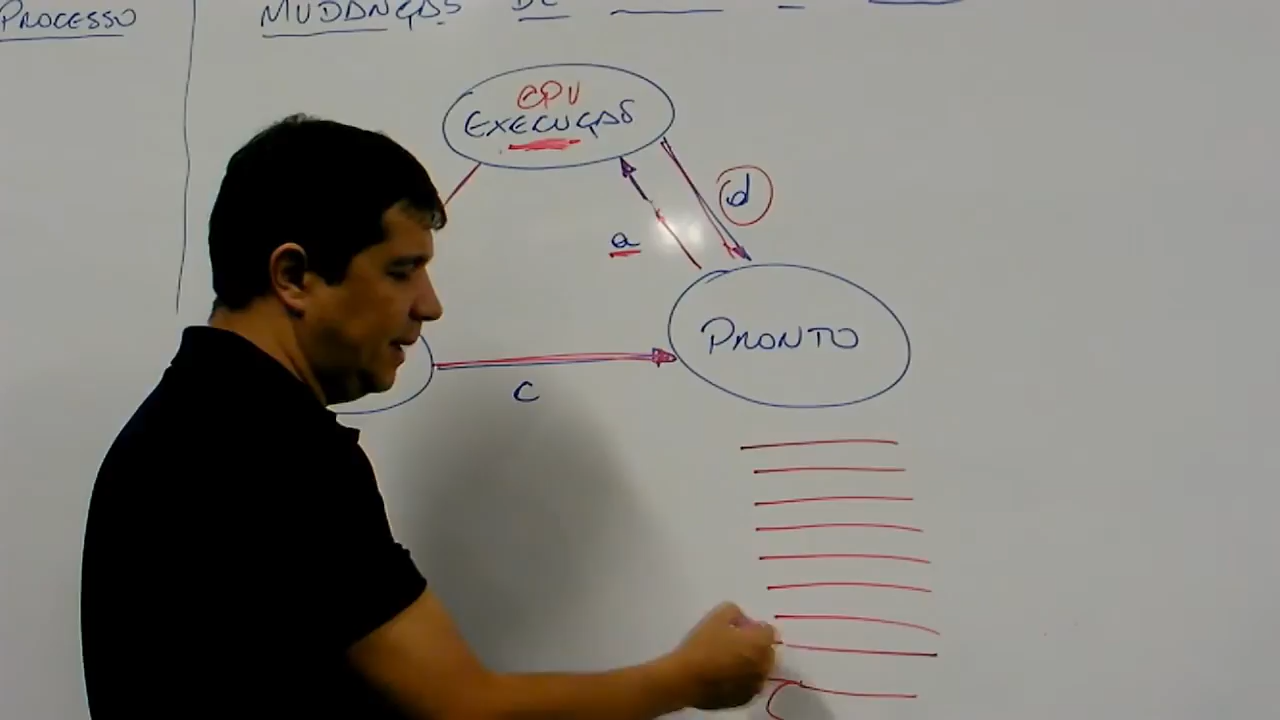 PROCESSO
MUDANÇAS DE
CPU
EXECUÇÃO
d
a
PRONTO
c